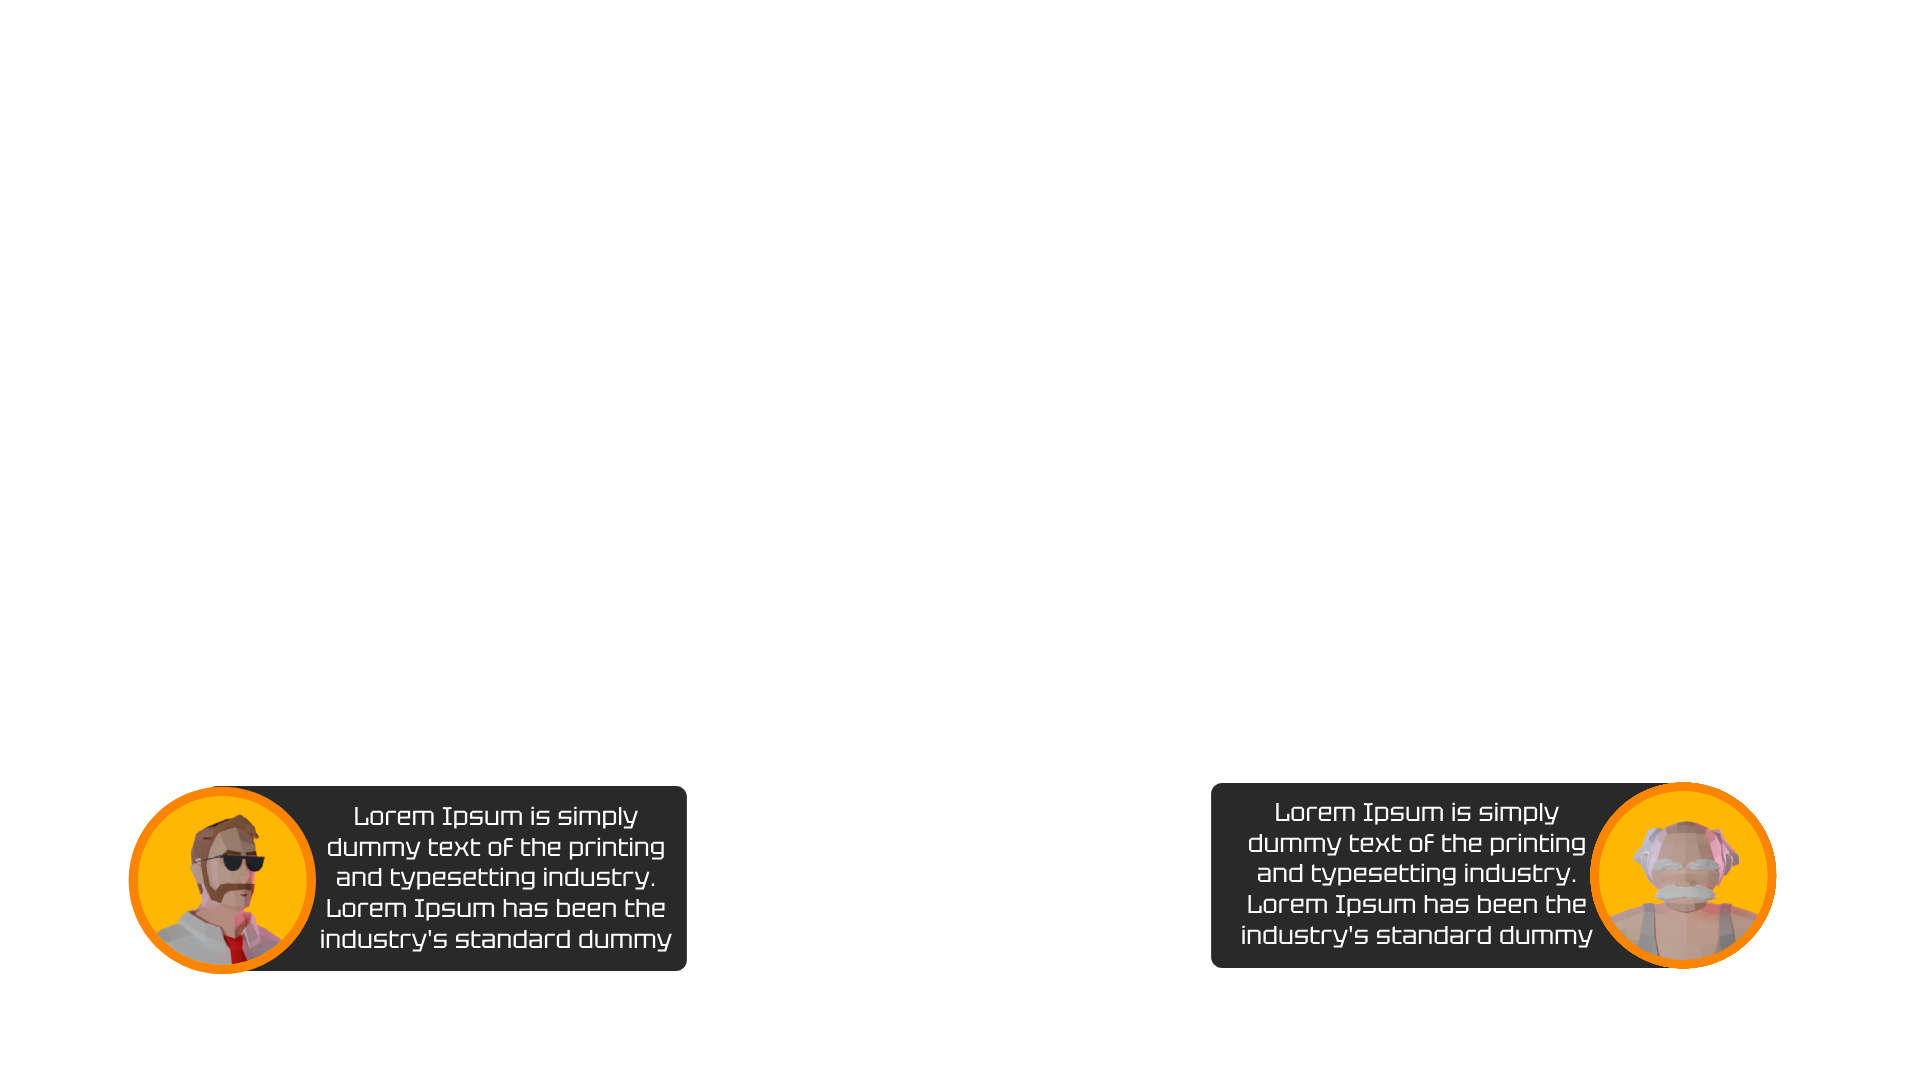 Lorem Ipsum is simply
dummy text of the printing
and typesetting industry.
Lorem Ipsum has been the
industry's standard dummy
Lorem Ipsum is simply
dummy text of the printing
and typesetting industry.
Lorem Ipsum has been the
industry's standard dummy